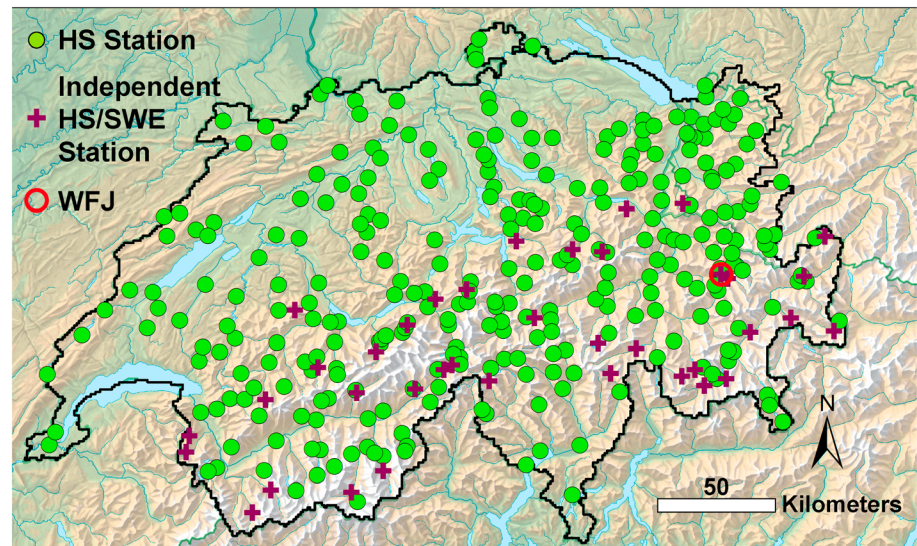 HS Station
Independent
HS/SWE
Station
WFJ
N
50
Kilometers